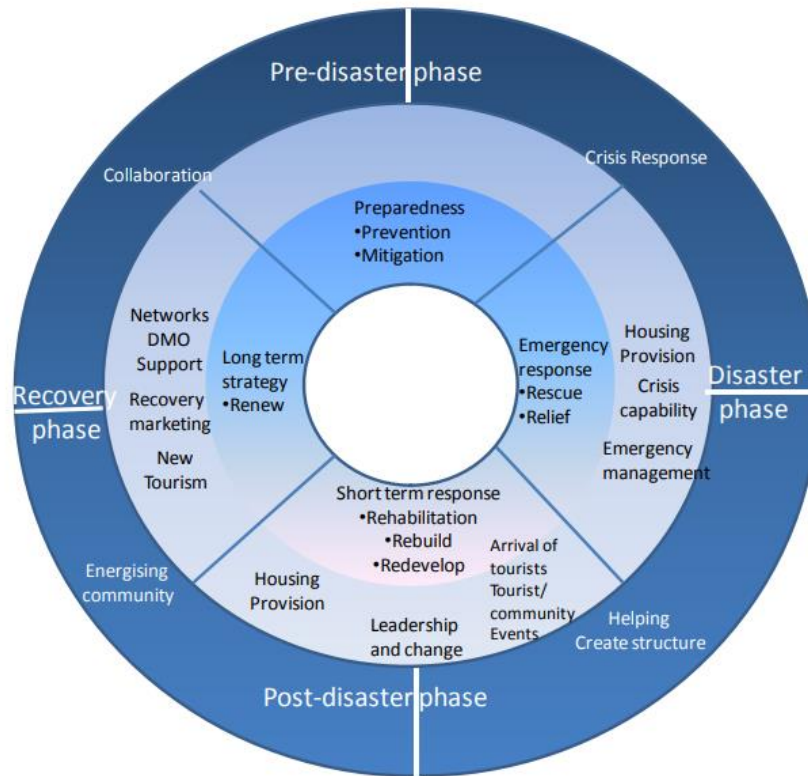 Pre-disaster phase
Collaboration
Crisis Response
Preparedness
•Prevention
•Mitigation
Networks
DMO
Support
Recovery
marketing
New
Tourism
Long term
strategy
•Renew
Emergency
response
•Rescue
•Relief
Housing
Provision
Crisis
capability
Emergency
management
Recovery
phase
Disaster
phase
Short term response
•Rehabilitation
•Rebuild
•Redevelop
Arrival of
tourists
Tourist/
community
Events
Housing
Provision
Leadership
and change
Energising
community
Helping
Create structure
Post-disaster phase